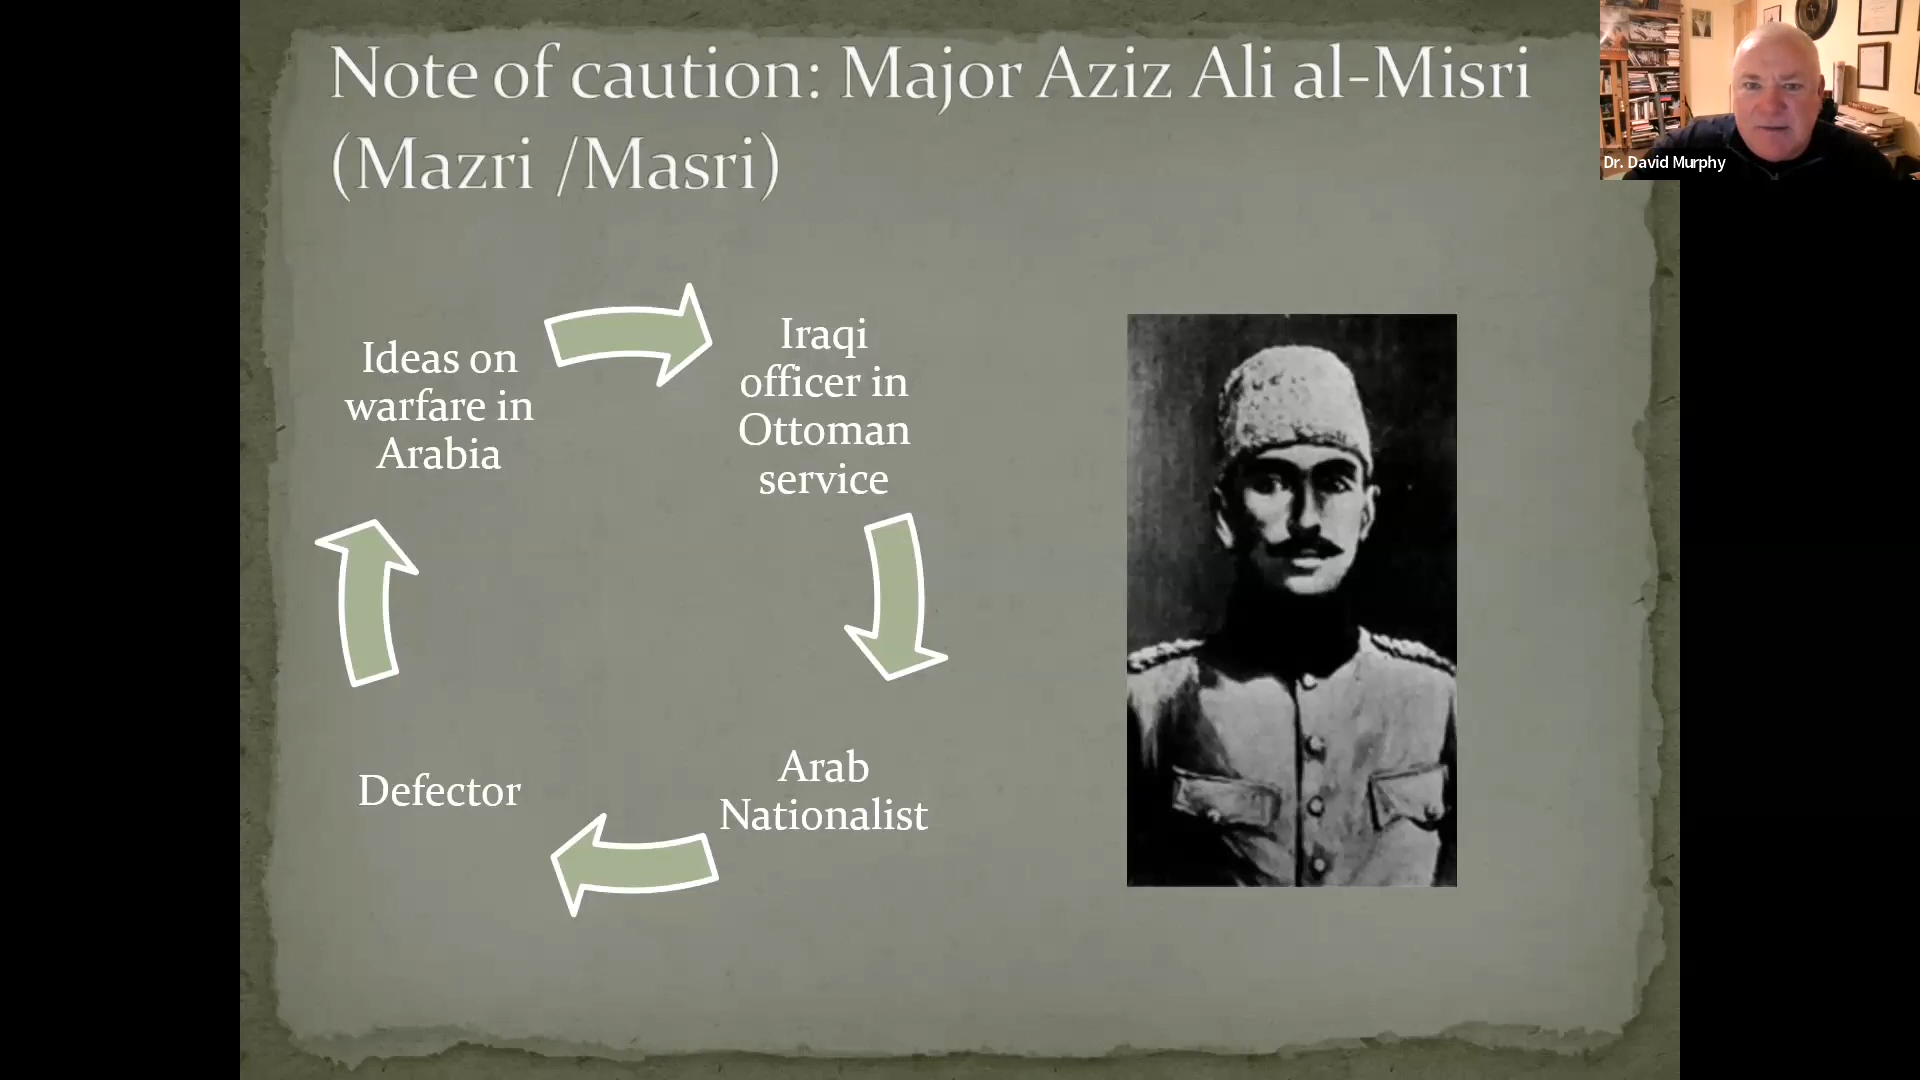 Note of caution: Major Aziz Ali al-Misri
(Mazri /Masri)
Dr. David Murphy
Ideas on
warfare in
Arabia
Iraqi
officer in
Ottoman
service
Arab
Nationalist
Defector